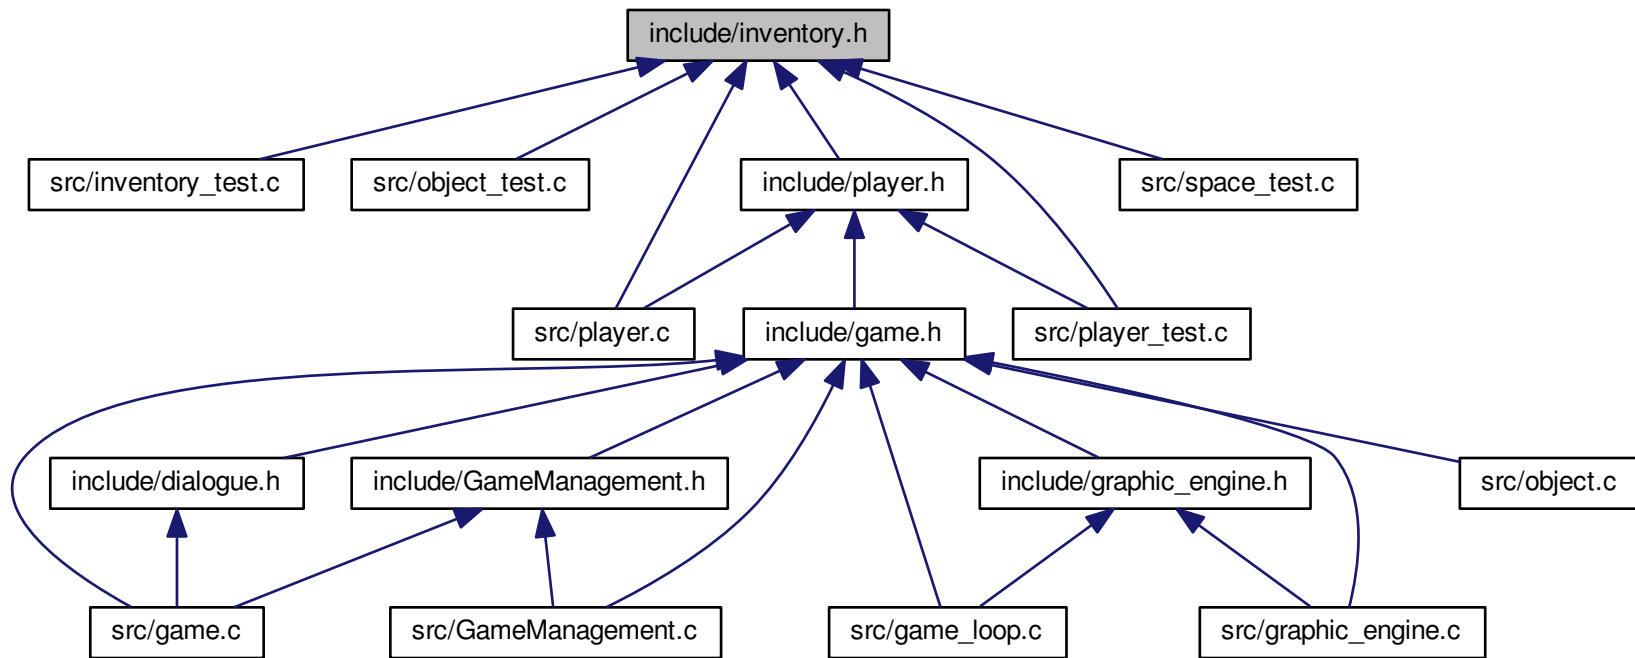 include/inventory.h
src/inventory_test.c
src/object_test.c
include/player.h
src/space_test.c
src/player.c
include/game.h
src/player_test.c
include/dialogue.h
include/GameManagement.h
include/graphic_engine.h
src/object.c
src/game.c
src/GameManagement.c
src/game_loop.c
src/graphic_engine.c